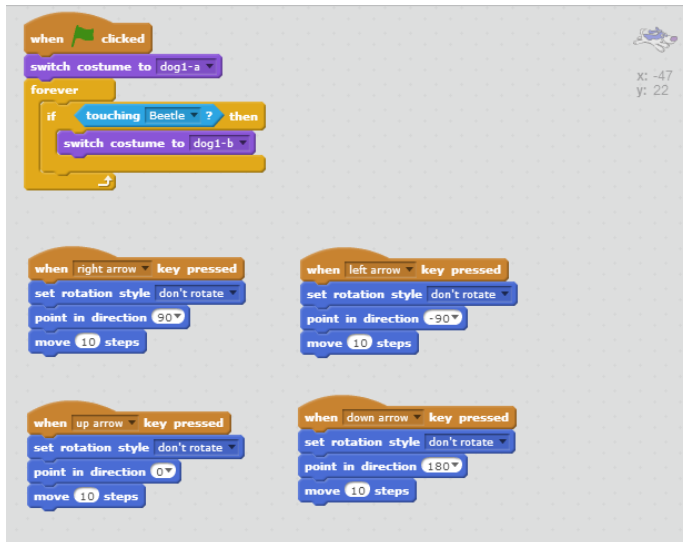 when clicked
switch costume to dog1-a
forever
if touching Beetle ? then
switch costume to dog1-b
x: -47
y: 22
when right arrow key pressed
set rotation style don't rotate
point in direction 90
move 10 steps
when left arrow key pressed
set rotation style don't rotate
point in direction -90
move 10 steps
when up arrow key pressed
set rotation style don't rotate
point in direction 0
move 10 steps
when down arrow key pressed
set rotation style don't rotate
point in direction 180
move 10 steps